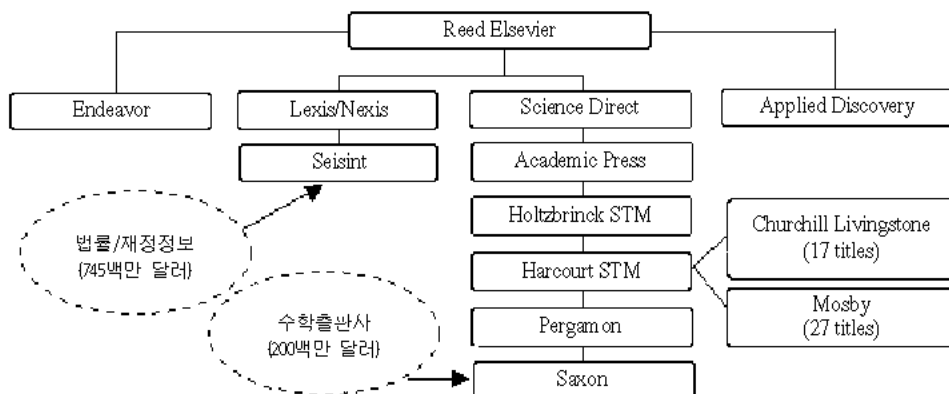 Reed Elsevier
Endeavor
Lexis/Nexis
Science Direct
Applied Discovery
Seisint
Academic Press
Holtzbrinck STM
Churchill Livingstone
(17 titles)
법률/재정정보
(745백만 달러)
Harcourt STM
Mosby
(27 titles)
수학출판사
(200백만 달러)
Pergamon
Saxon